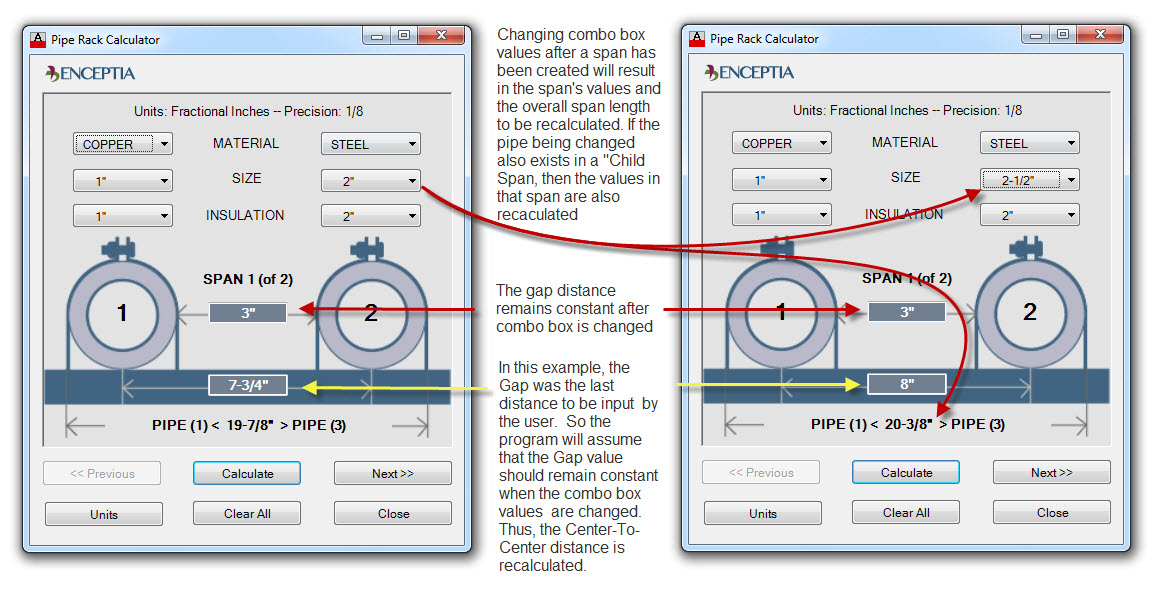 Pipe Rack Calculator
ENCEPTIA
Units: Fractional Inches -- Precision: 1/8
COPPER MATERIAL STEEL
1" SIZE 2"
1" INSULATION 2"
SPAN 1 (of 2)
1 3" 2
7-3/4"
PIPE (1) < 19-7/8" > PIPE (3)
<< Previous Calculate Next >>
Units Clear All Close
Changing combo box
values after a span has
been created will result
in the span's values and
the overall span length
to be recalculated. If the
pipe being changed
also exists in a "Child
Span, then the values in
that span are also
recaculated
The gap distance
remains constant after
combo box is changed
In this example, the
Gap was the last
distance to be input by
the user. So the
program will assume
that the Gap value
should remain constant
when the combo box
values are changed.
Thus, the Center-To-
Center distance is
recalculated.
Pipe Rack Calculator
ENCEPTIA
Units: Fractional Inches -- Precision: 1/8
COPPER MATERIAL STEEL
1" SIZE 2-1/2"
1" INSULATION 2"
SPAN 1 (of 2)
1 3" 2
8"
PIPE (1) < 20-3/8" > PIPE (3)
<< Previous Calculate Next >>
Units Clear All Close